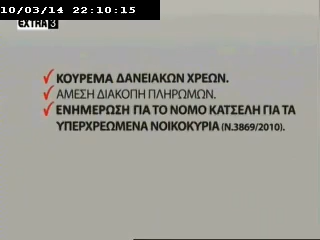 10/03/14 22:10:15
EXTRA 3
ΚΟΥΡΕΜΑ ΔΑΝΕΙΑΚΩΝ ΧΡΕΩΝ.
ΑΜΕΣΗ ΔΙΑΚΟΠΗ ΠΛΗΡΩΜΩΝ.
ΕΝΗΜΕΡΩΣΗ ΓΙΑ ΤΟ ΝΟΜΟ ΚΑΤΣΕΛΗ ΓΙΑ ΤΑ
ΥΠΕΡΧΡΕΩΜΕΝΑ ΝΟΙΚΟΚΥΡΙΑ (Ν.3869/2010).